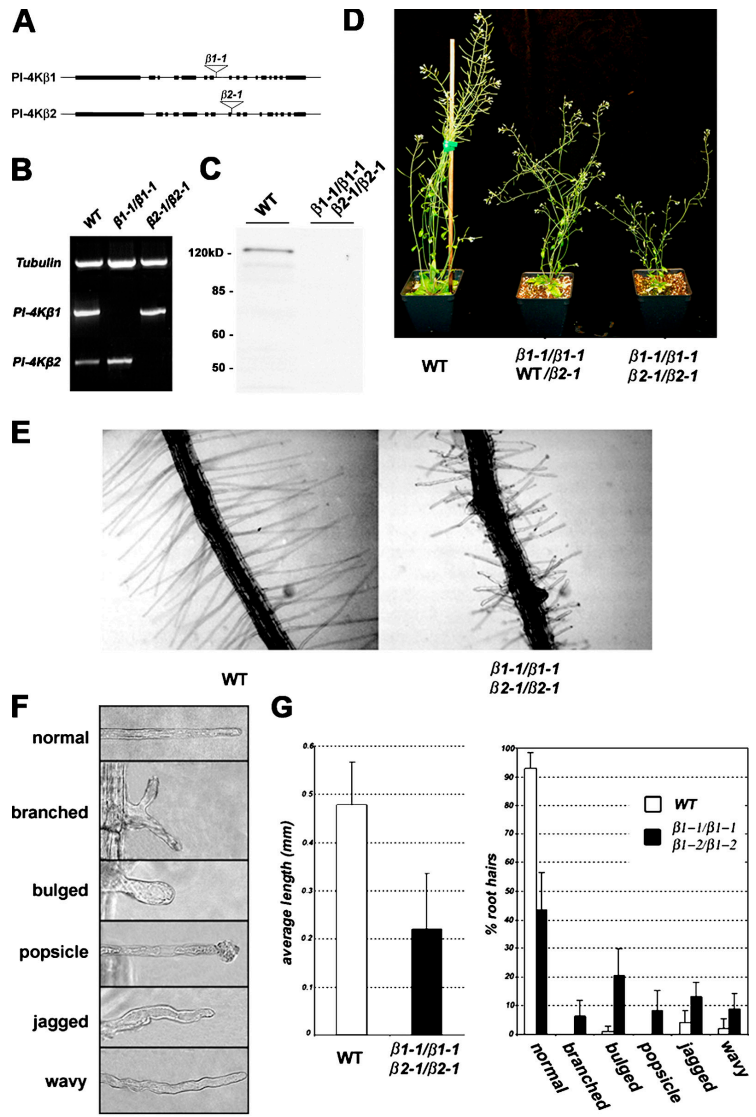 A
β1-1
PI-4Kβ1
β2-1
PI-4Kβ2
B
WT β1-1/β1-1 β2-1/β2-1
Tubulin
PI-4Kβ1
PI-4Kβ2
C
WT β1-1/β1-1
β2-1/β2-1
120kD -
85 -
60 -
50 -
D
WT
β1-1/β1-1
WT/β2-1
β1-1/β1-1
β2-1/β2-1
E
WT
β1-1/β1-1
β2-1/β2-1
F
normal
branched
bulged
popsicle
jagged
wavy
G
average length (mm)
0.6
0.5
0.4
0.3
0.2
0.1
0
WT
β1-1/β1-1
β2-1/β2-1
% root hairs
100
90
80
70
60
50
40
30
20
10
0
WT
β1-1/β1-1
β1-2/β1-2
normal
branched
bulged
popsicle
jagged
wavy